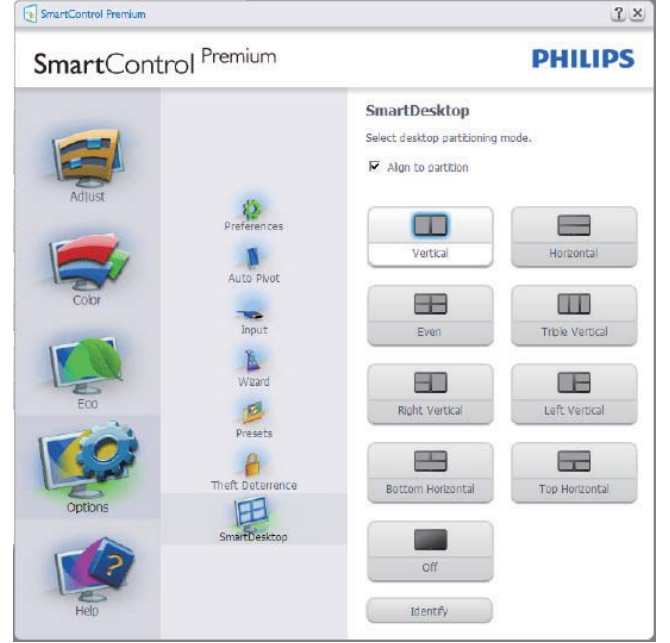 SmartControl Premium
SmartControl Premium
PHILIPS
Adjust
Color
Eco
Options
Help
Preferences
Auto Pivot
Input
Wizard
Presets
Theft Deterrence
SmartDesktop
SmartDesktop
Select desktop partitioning mode.
Align to partition
Vertical
Horizontal
Even
Triple Vertical
Right Vertical
Left Vertical
Bottom Horizontal
Top Horizontal
Off
Identify